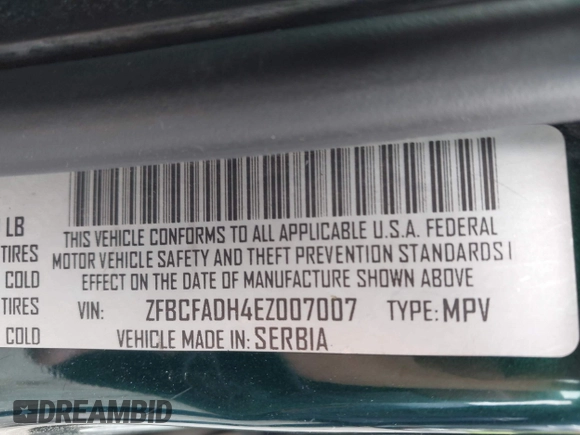 LB
TIRES
COLD
TIRES
COLD
THIS VEHICLE CONFORMS TO ALL APPLICABLE U.S.A. FEDERAL
MOTOR VEHICLE SAFETY AND THEFT PREVENTION STANDARDS I
EFFECT ON THE DATE OF MANUFACTURE SHOWN ABOVE
VIN: ZFBCFADH4EZ007007 TYPE: MPV
VEHICLE MADE IN: SERBIA
DREAMBID